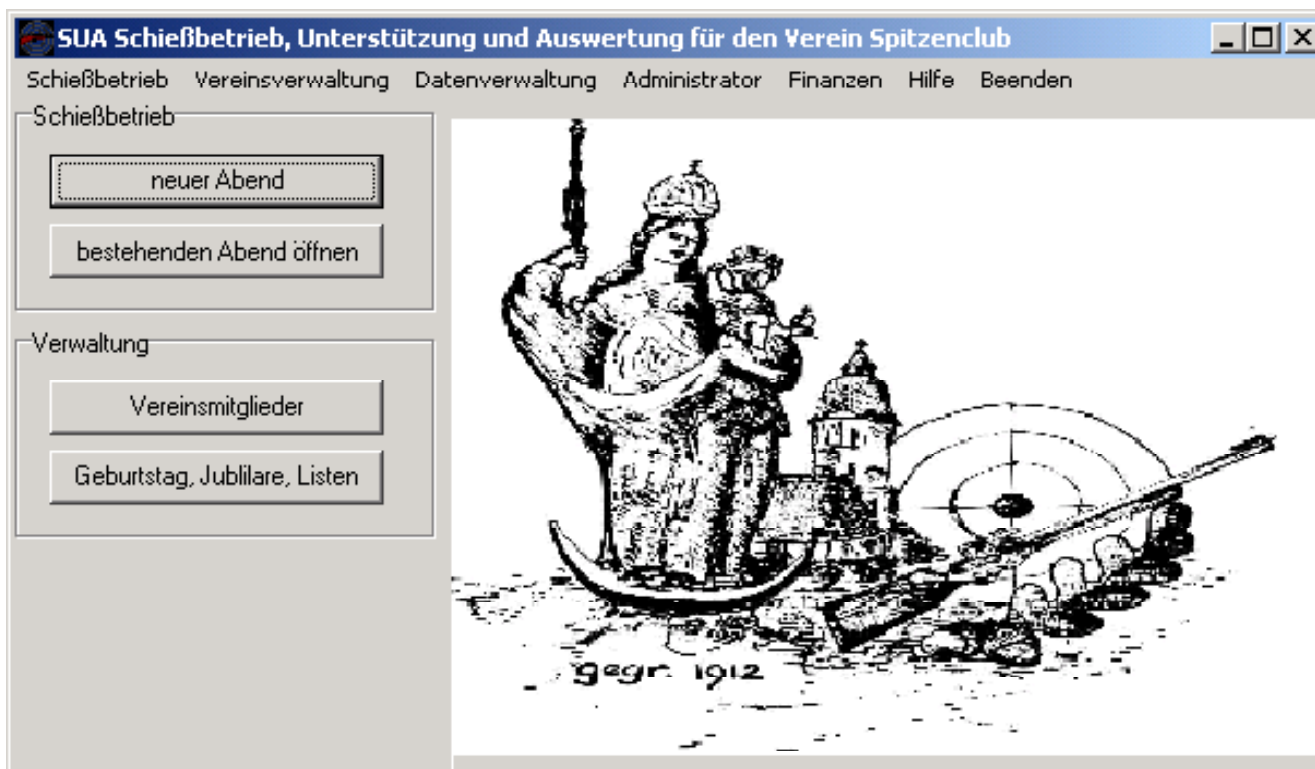 SUA Schießbetrieb, Unterstützung und Auswertung für den Verein Spitzenclub
Schießbetrieb Vereinsverwaltung Datenverwaltung Administrator Finanzen Hilfe Beenden
Schießbetrieb
neuer Abend
bestehenden Abend öffnen
Verwaltung
Vereinsmitglieder
Geburtstag, Jublilare, Listen
gegr. 1912